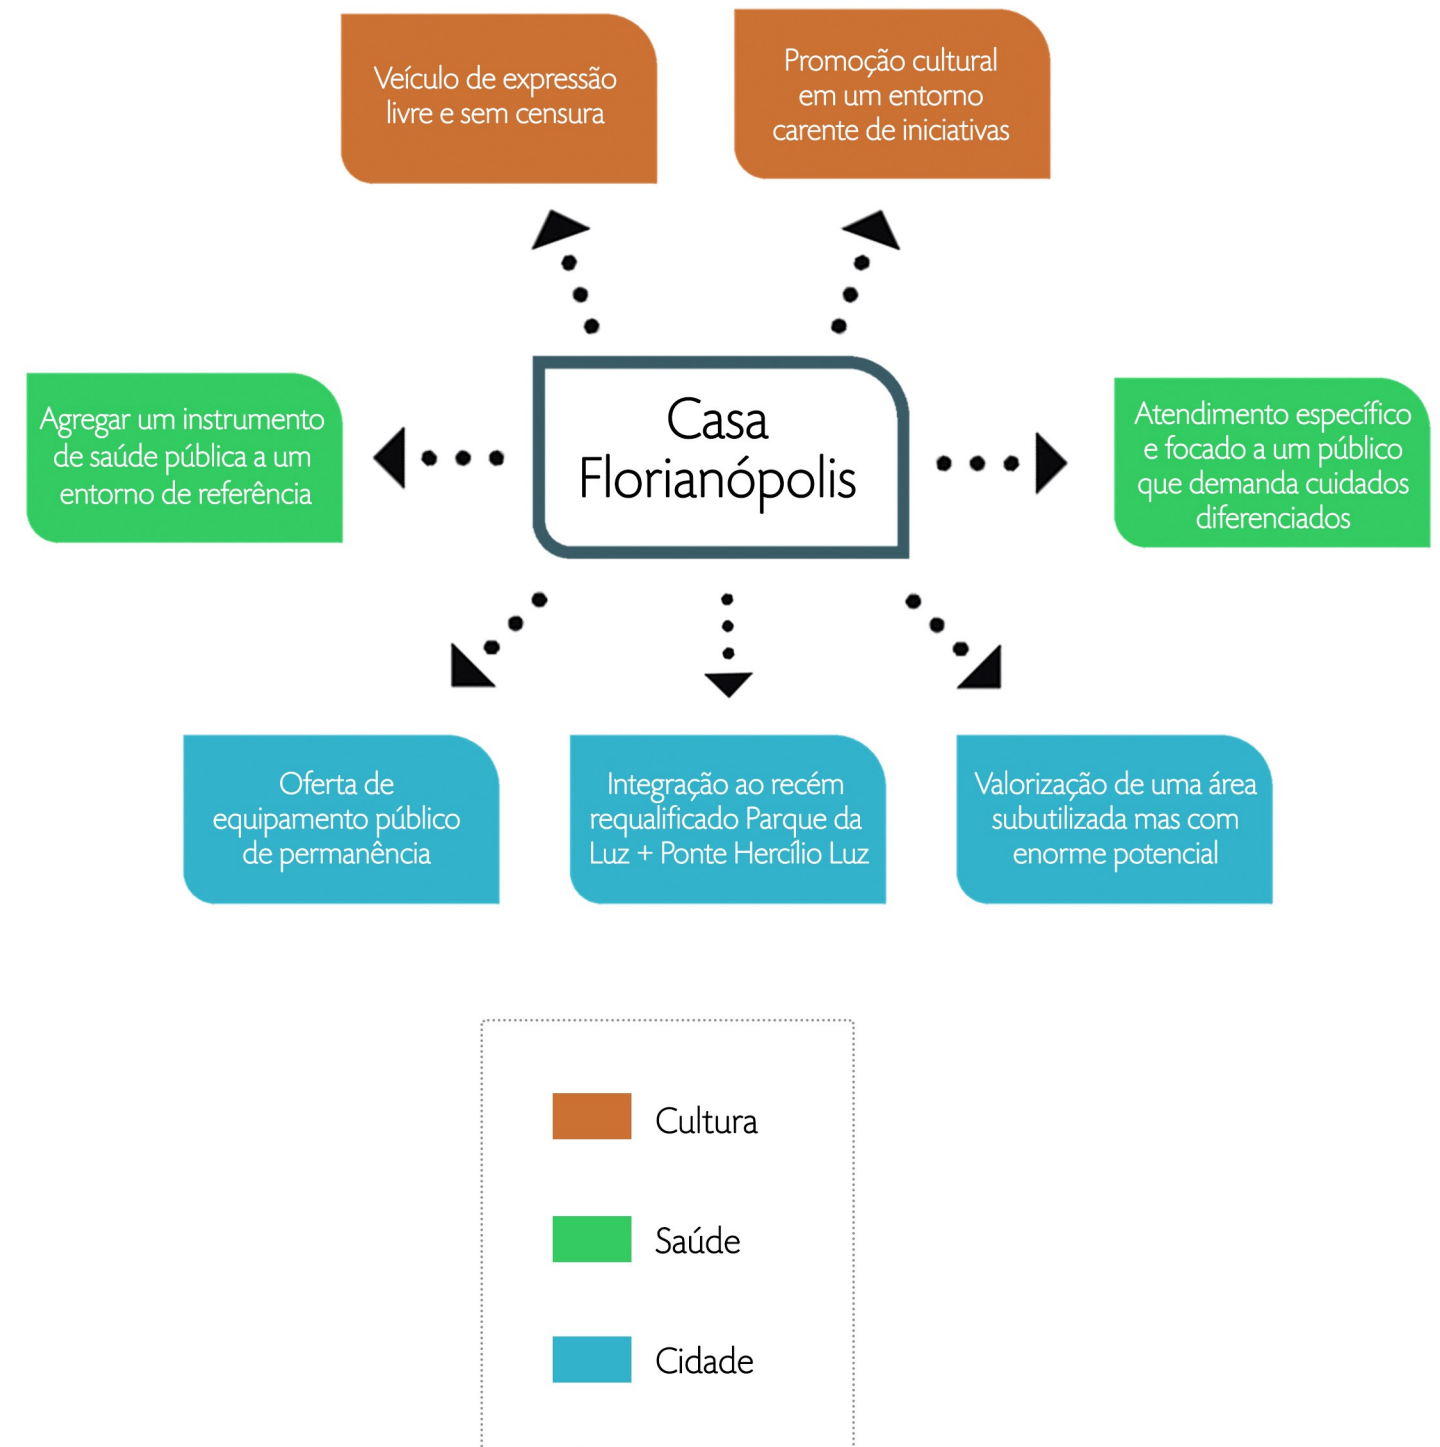 Veículo de expressão
livre e sem censura
Promoção cultural
em um entorno
carente de iniciativas
Agregar um instrumento
de saúde pública a um
entorno de referência
Casa
Florianópolis
Atendimento específico
e focado a um público
que demanda cuidados
diferenciados
Oferta de
equipamento público
de permanência
Integração ao recém
requalificado Parque da
Luz + Ponte Hercílio Luz
Valorização de uma área
subutilizada mas com
enorme potencial
Cultura
Saúde
Cidade